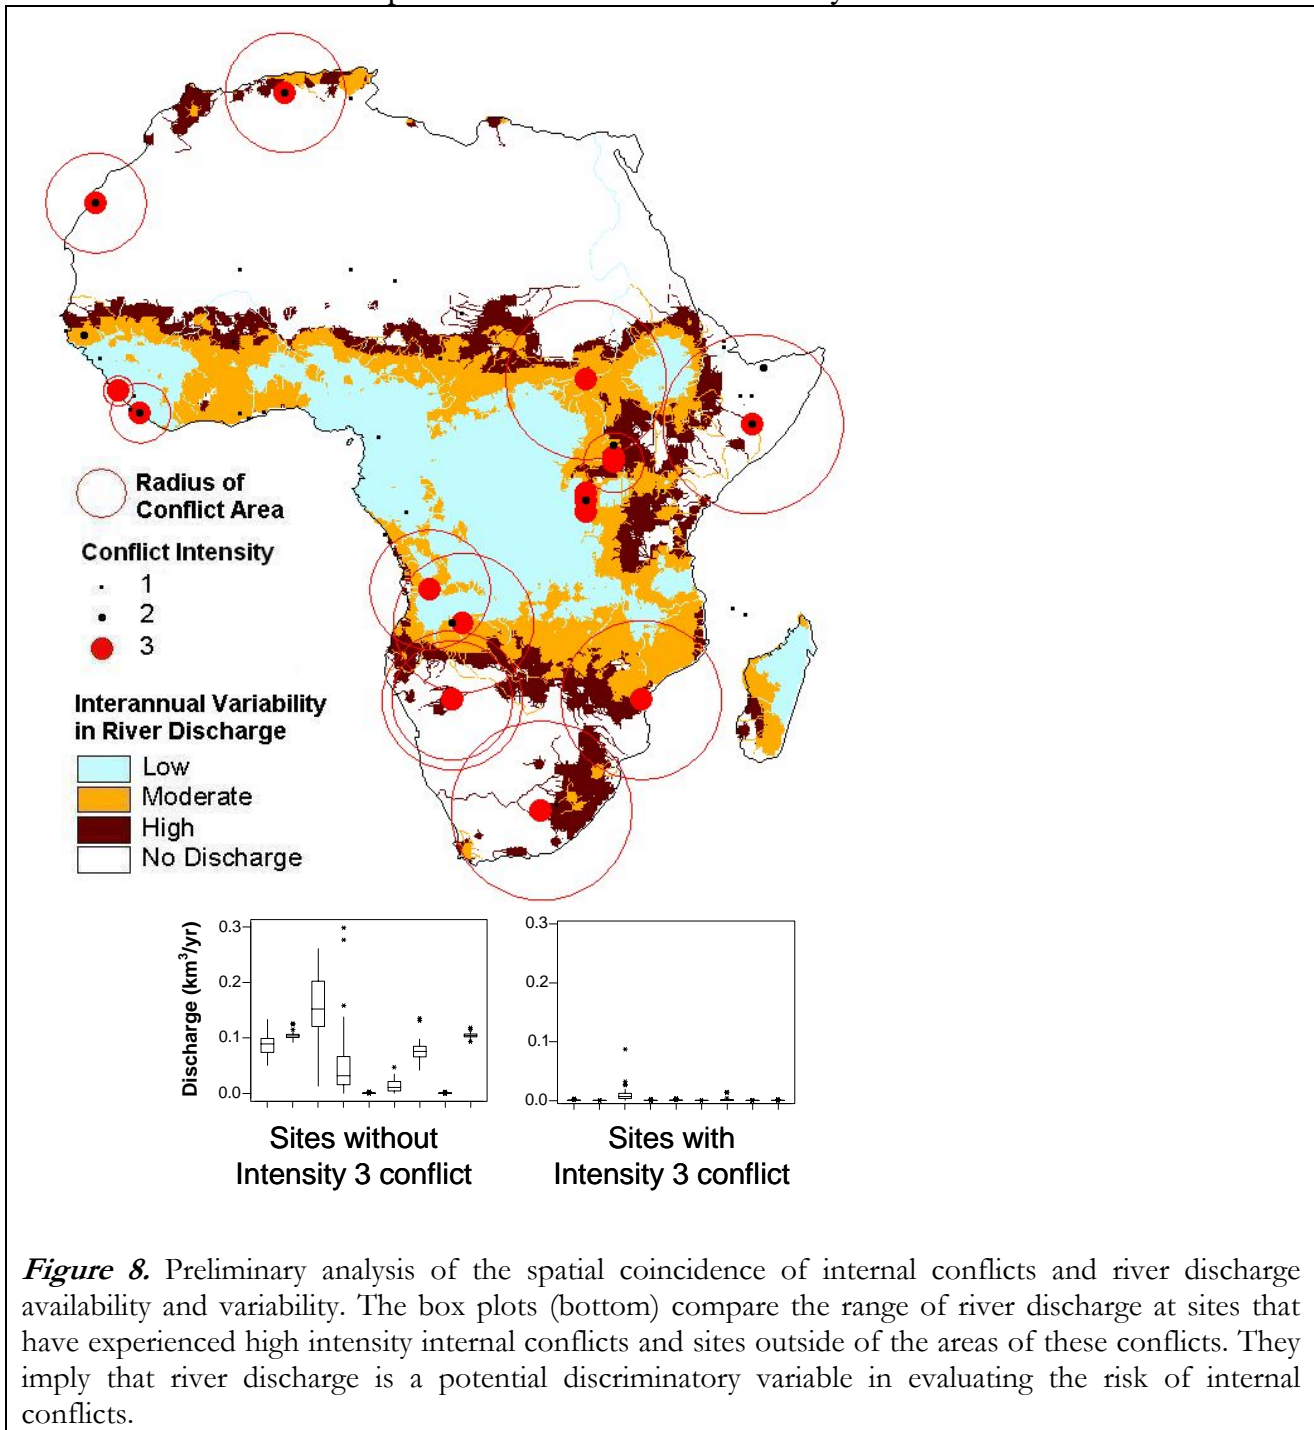 Radius of
Conflict Area
Conflict Intensity
1
2
3
Interannual Variability
in River Discharge
Low
Moderate
High
No Discharge
Discharge (km³/yr)
0.3
0.2
0.1
0.0
Sites without
Intensity 3 conflict
0.3
0.2
0.1
0.0
Sites with
Intensity 3 conflict
Figure 8. Preliminary analysis of the spatial coincidence of internal conflicts and river discharge
availability and variability. The box plots (bottom) compare the range of river discharge at sites that
have experienced high intensity internal conflicts and sites outside of the areas of these conflicts. They
imply that river discharge is a potential discriminatory variable in evaluating the risk of internal
conflicts.